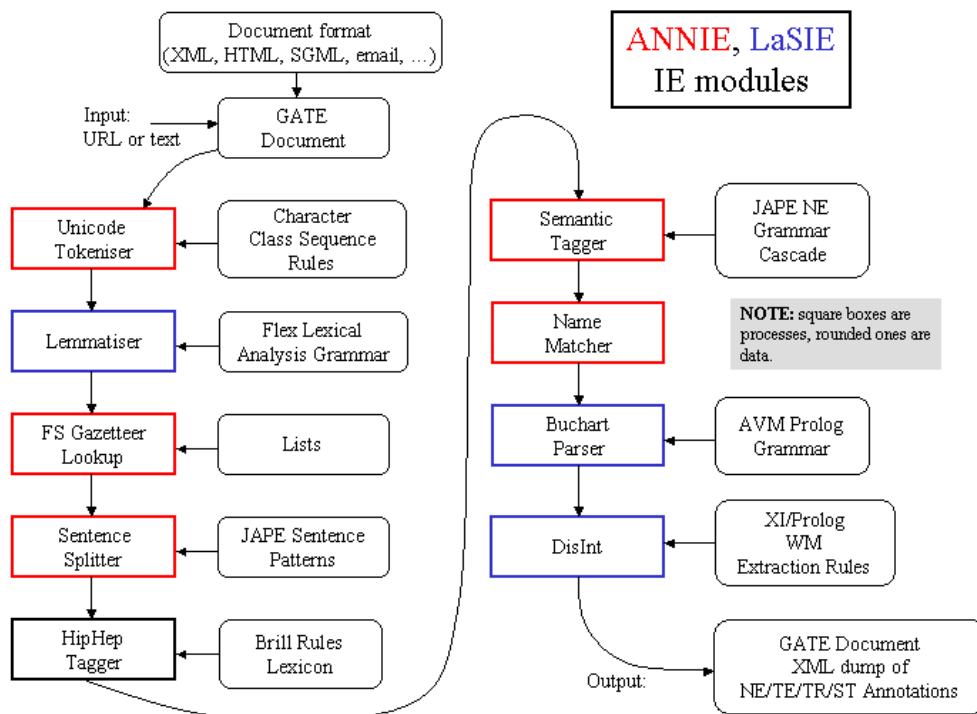 Document format
(XML, HTML, SGML, email, ...)
ANNIE, LaSIE
IE modules
Input:
URL or text
GATE
Document
Unicode
Tokeniser
Character
Class Sequence
Rules
Lemmatiser
Flex Lexical
Analysis Grammar
FS Gazetteer
Lookup
Lists
Sentence
Splitter
JAPE Sentence
Patterns
HipHep
Tagger
Brill Rules
Lexicon
Semantic
Tagger
JAPE NE
Grammar
Cascade
NOTE: square boxes are
processes, rounded ones are
data.
Name
Matcher
Buchart
Parser
AVM Prolog
Grammar
DisInt
XI/Prolog
WM
Extraction Rules
Output:
GATE Document
XML dump of
NE/TE/TR/ST Annotations